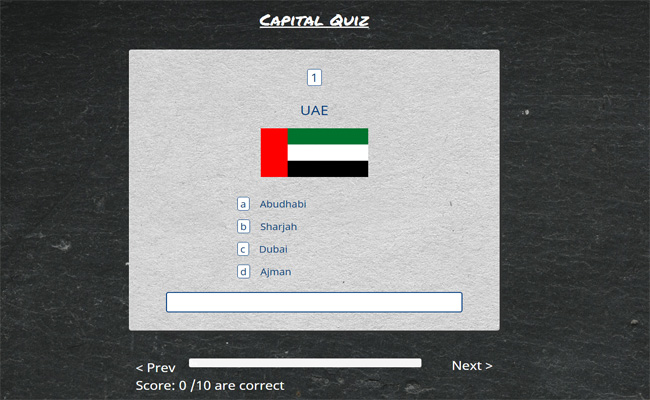 Capital Quiz
1
UAE
a Abudhabi
b Sharjah
c Dubai
d Ajman
< Prev
Next >
Score: 0 /10 are correct